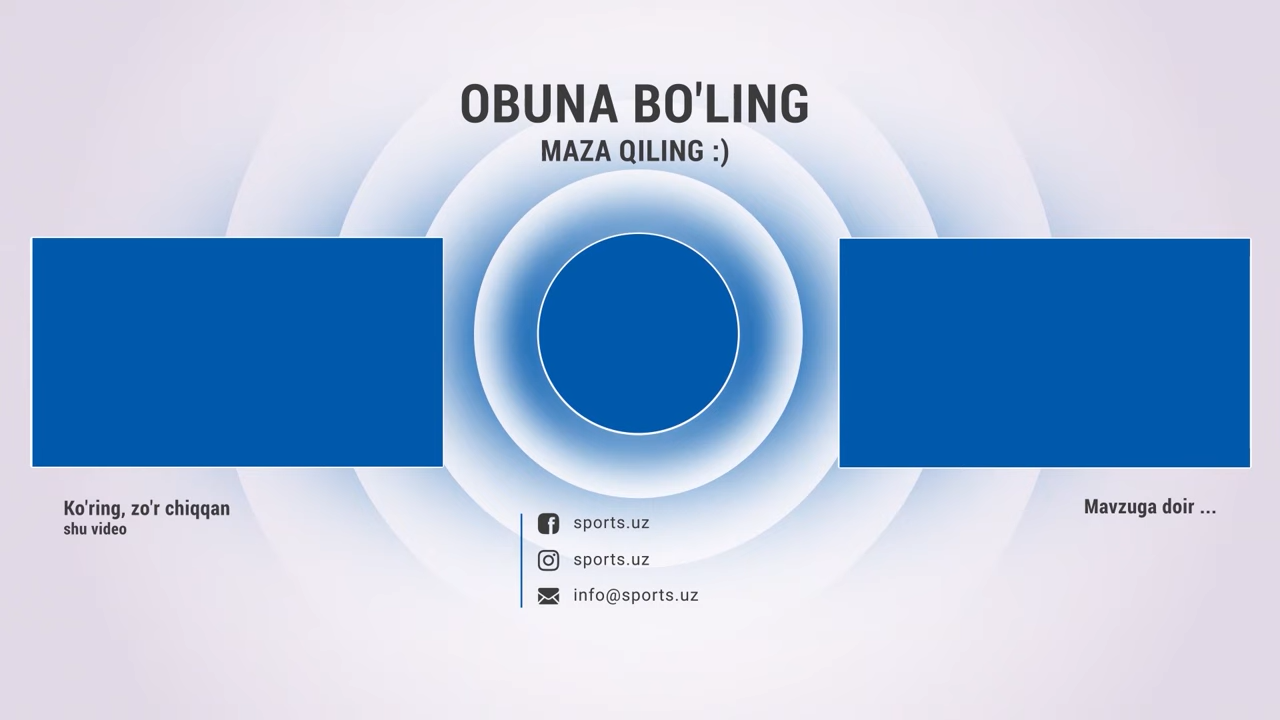 OBUNA BO'LING
MAZA QILING :)
Ko'ring, zo'r chiqqan
shu video
Mavzuga doir ...
sports.uz
sports.uz
info@sports.uz